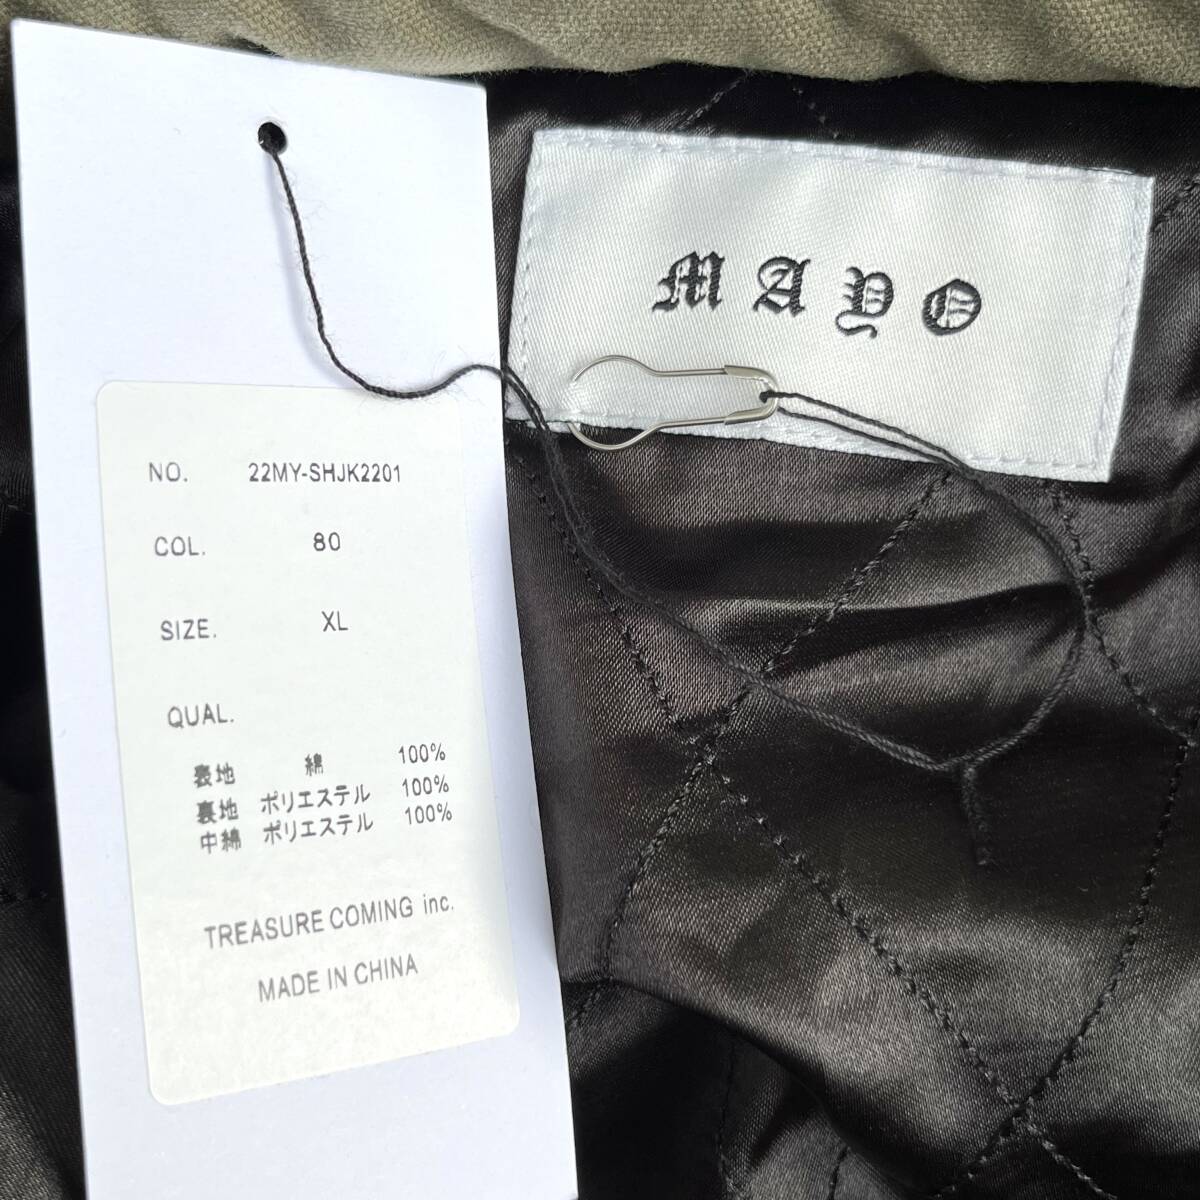 MAYO
NO. 22MY-SHJK2201
COL. 80
SIZE. XL
QUAL.
表地 綿 100%
裏地 ポリエステル 100%
中綿 ポリエステル 100%
TREASURE COMING inc.
MADE IN CHINA